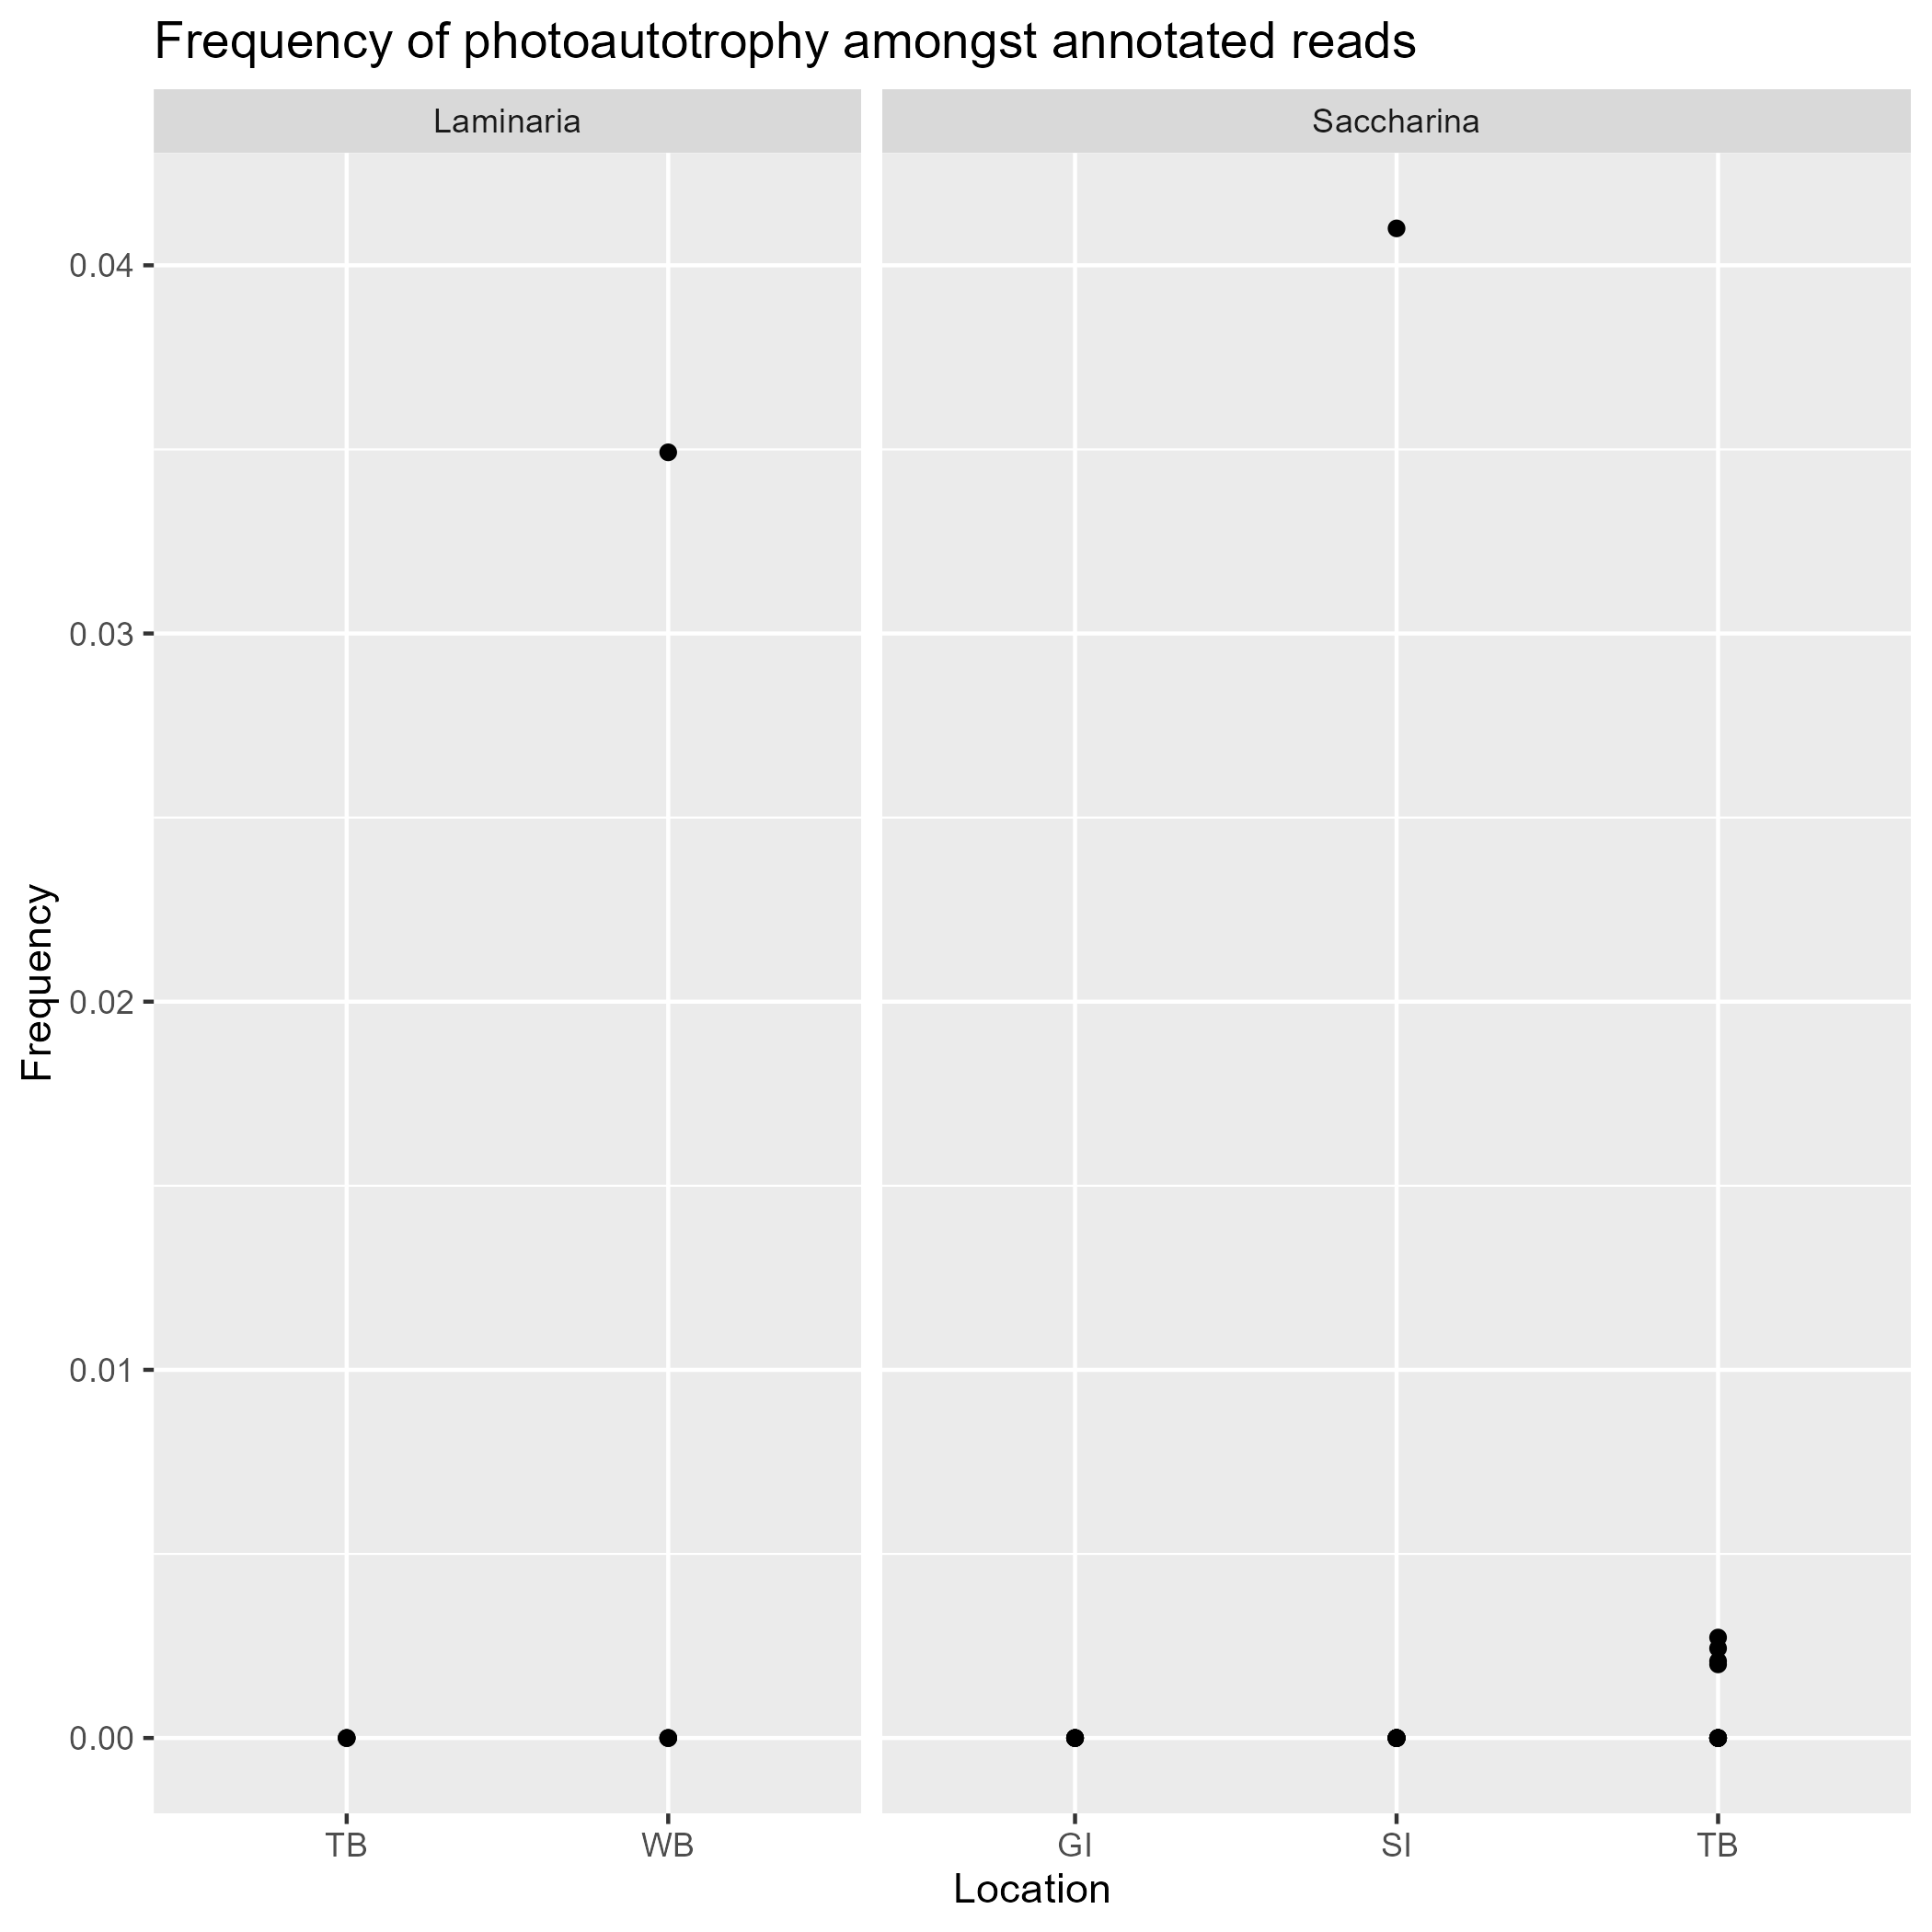 Frequency of photoautotrophy amongst annotated reads
Laminaria
Saccharina
Frequency
0.04
0.03
0.02
0.01
0.00
TB
WB
GI
SI
TB
Location